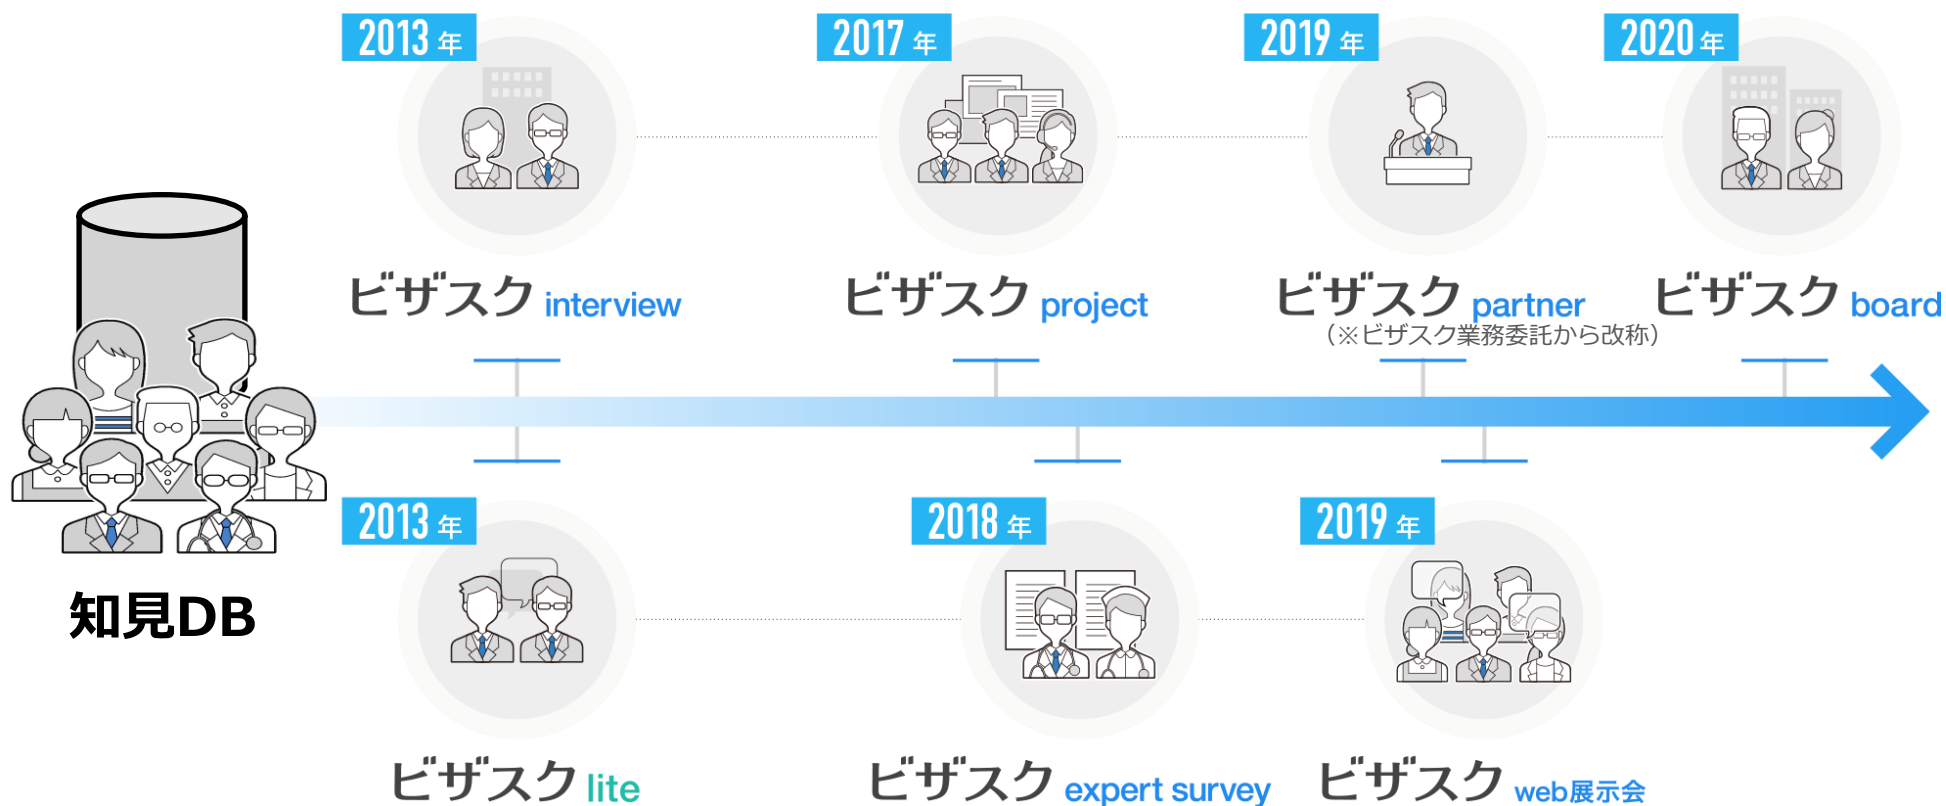 2013年
2017年
2019年
2020年
ビザスク interview
ビザスク project
ビザスク partner
（※ビザスク業務委託から改称）
ビザスク board
知見DB
2013年
2018年
2019年
ビザスク lite
ビザスク expert survey
ビザスク web展示会